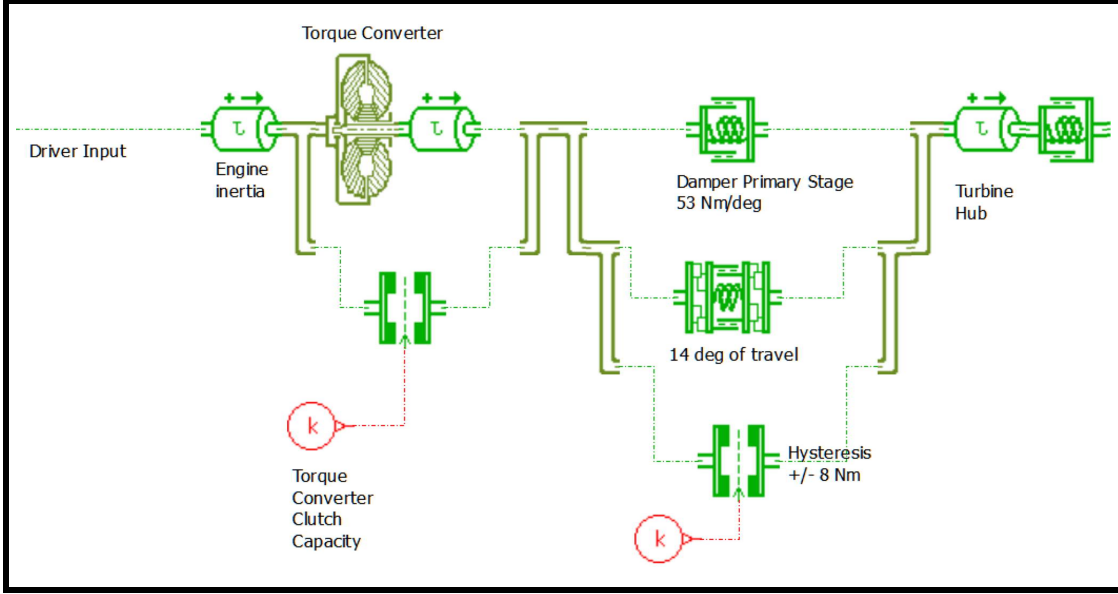 Torque Converter
+
τ
+
τ
+
τ
Driver Input
Engine
inertia
Damper Primary Stage
53 Nm/deg
Turbine
Hub
14 deg of travel
k
Torque
Converter
Clutch
Capacity
Hysteresis
+/- 8 Nm
k